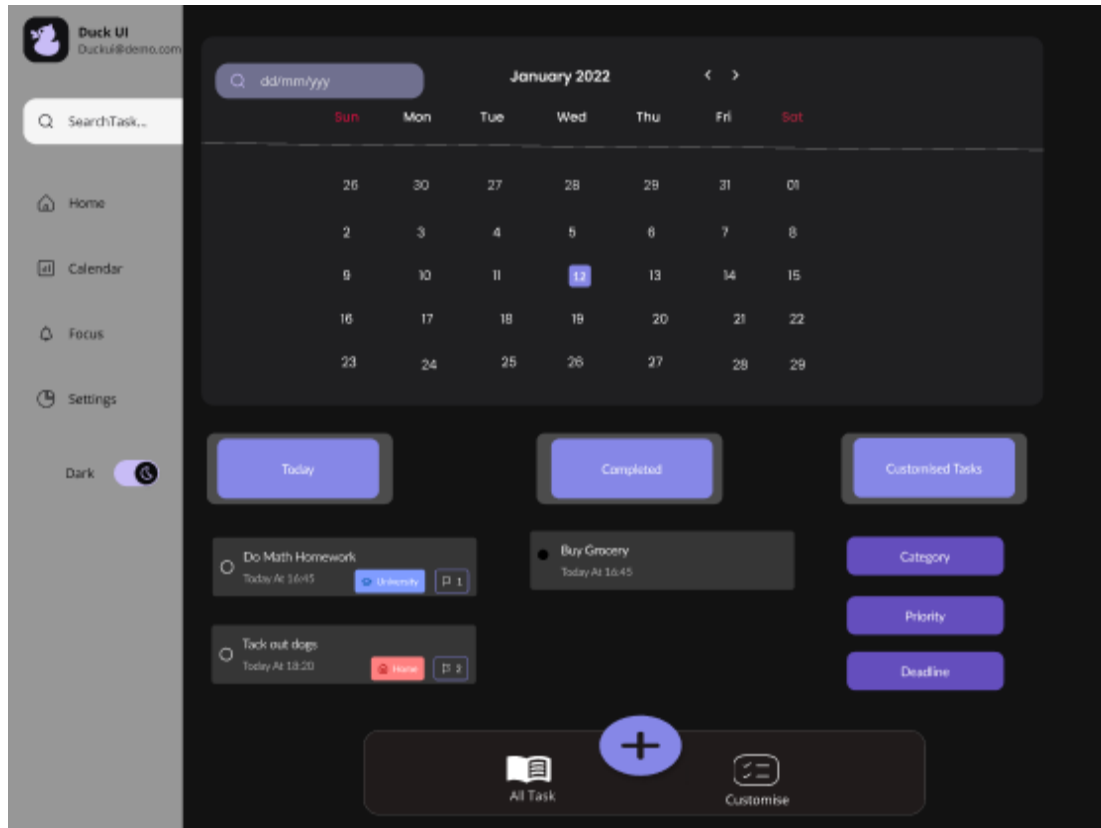 Duck UI
Duckui@demo.com
SearchTask...
Home
Calendar
Focus
Settings
Dark
dd/mm/yyy
January 2022
< >
Sun Mon Tue Wed Thu Fri Sat
26 30 27 28 29 31 01
2 3 4 5 6 7 8
9 10 11 12 13 14 15
16 17 18 19 20 21 22
23 24 25 26 27 28 29
Today
Completed
Customised Tasks
Do Math Homework
Today At 16:45
University
1
Tack out dogs
Today At 18:20
Home
2
Buy Grocery
Today At 16:45
Category
Priority
Deadline
All Task
Customise